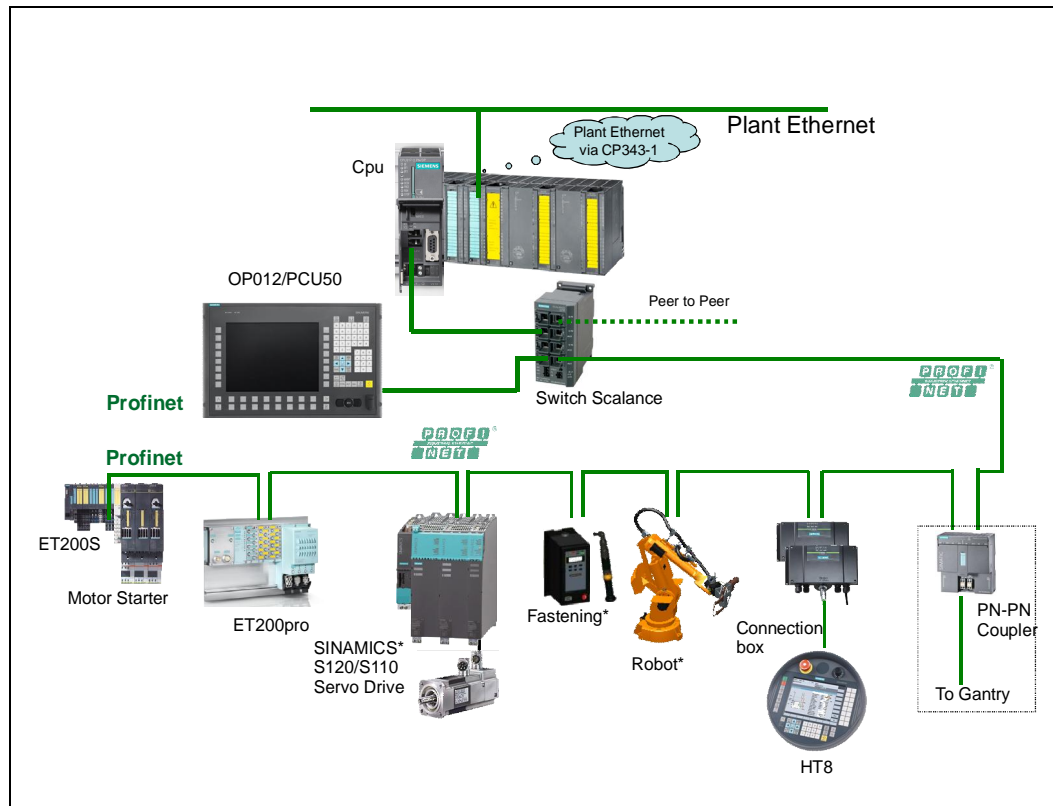 Plant Ethernet
Plant Ethernet
via CP343-1
Cpu
SIEMENS
OP012/PCU50
Peer to Peer
Switch Scalance
PROFI
NET
Profinet
PROFI
NET
Profinet
ET200S
Motor Starter
ET200pro
SINAMICS*
S120/S110
Servo Drive
Fastening*
Robot*
Connection
box
HT8
PN-PN
Coupler
To Gantry